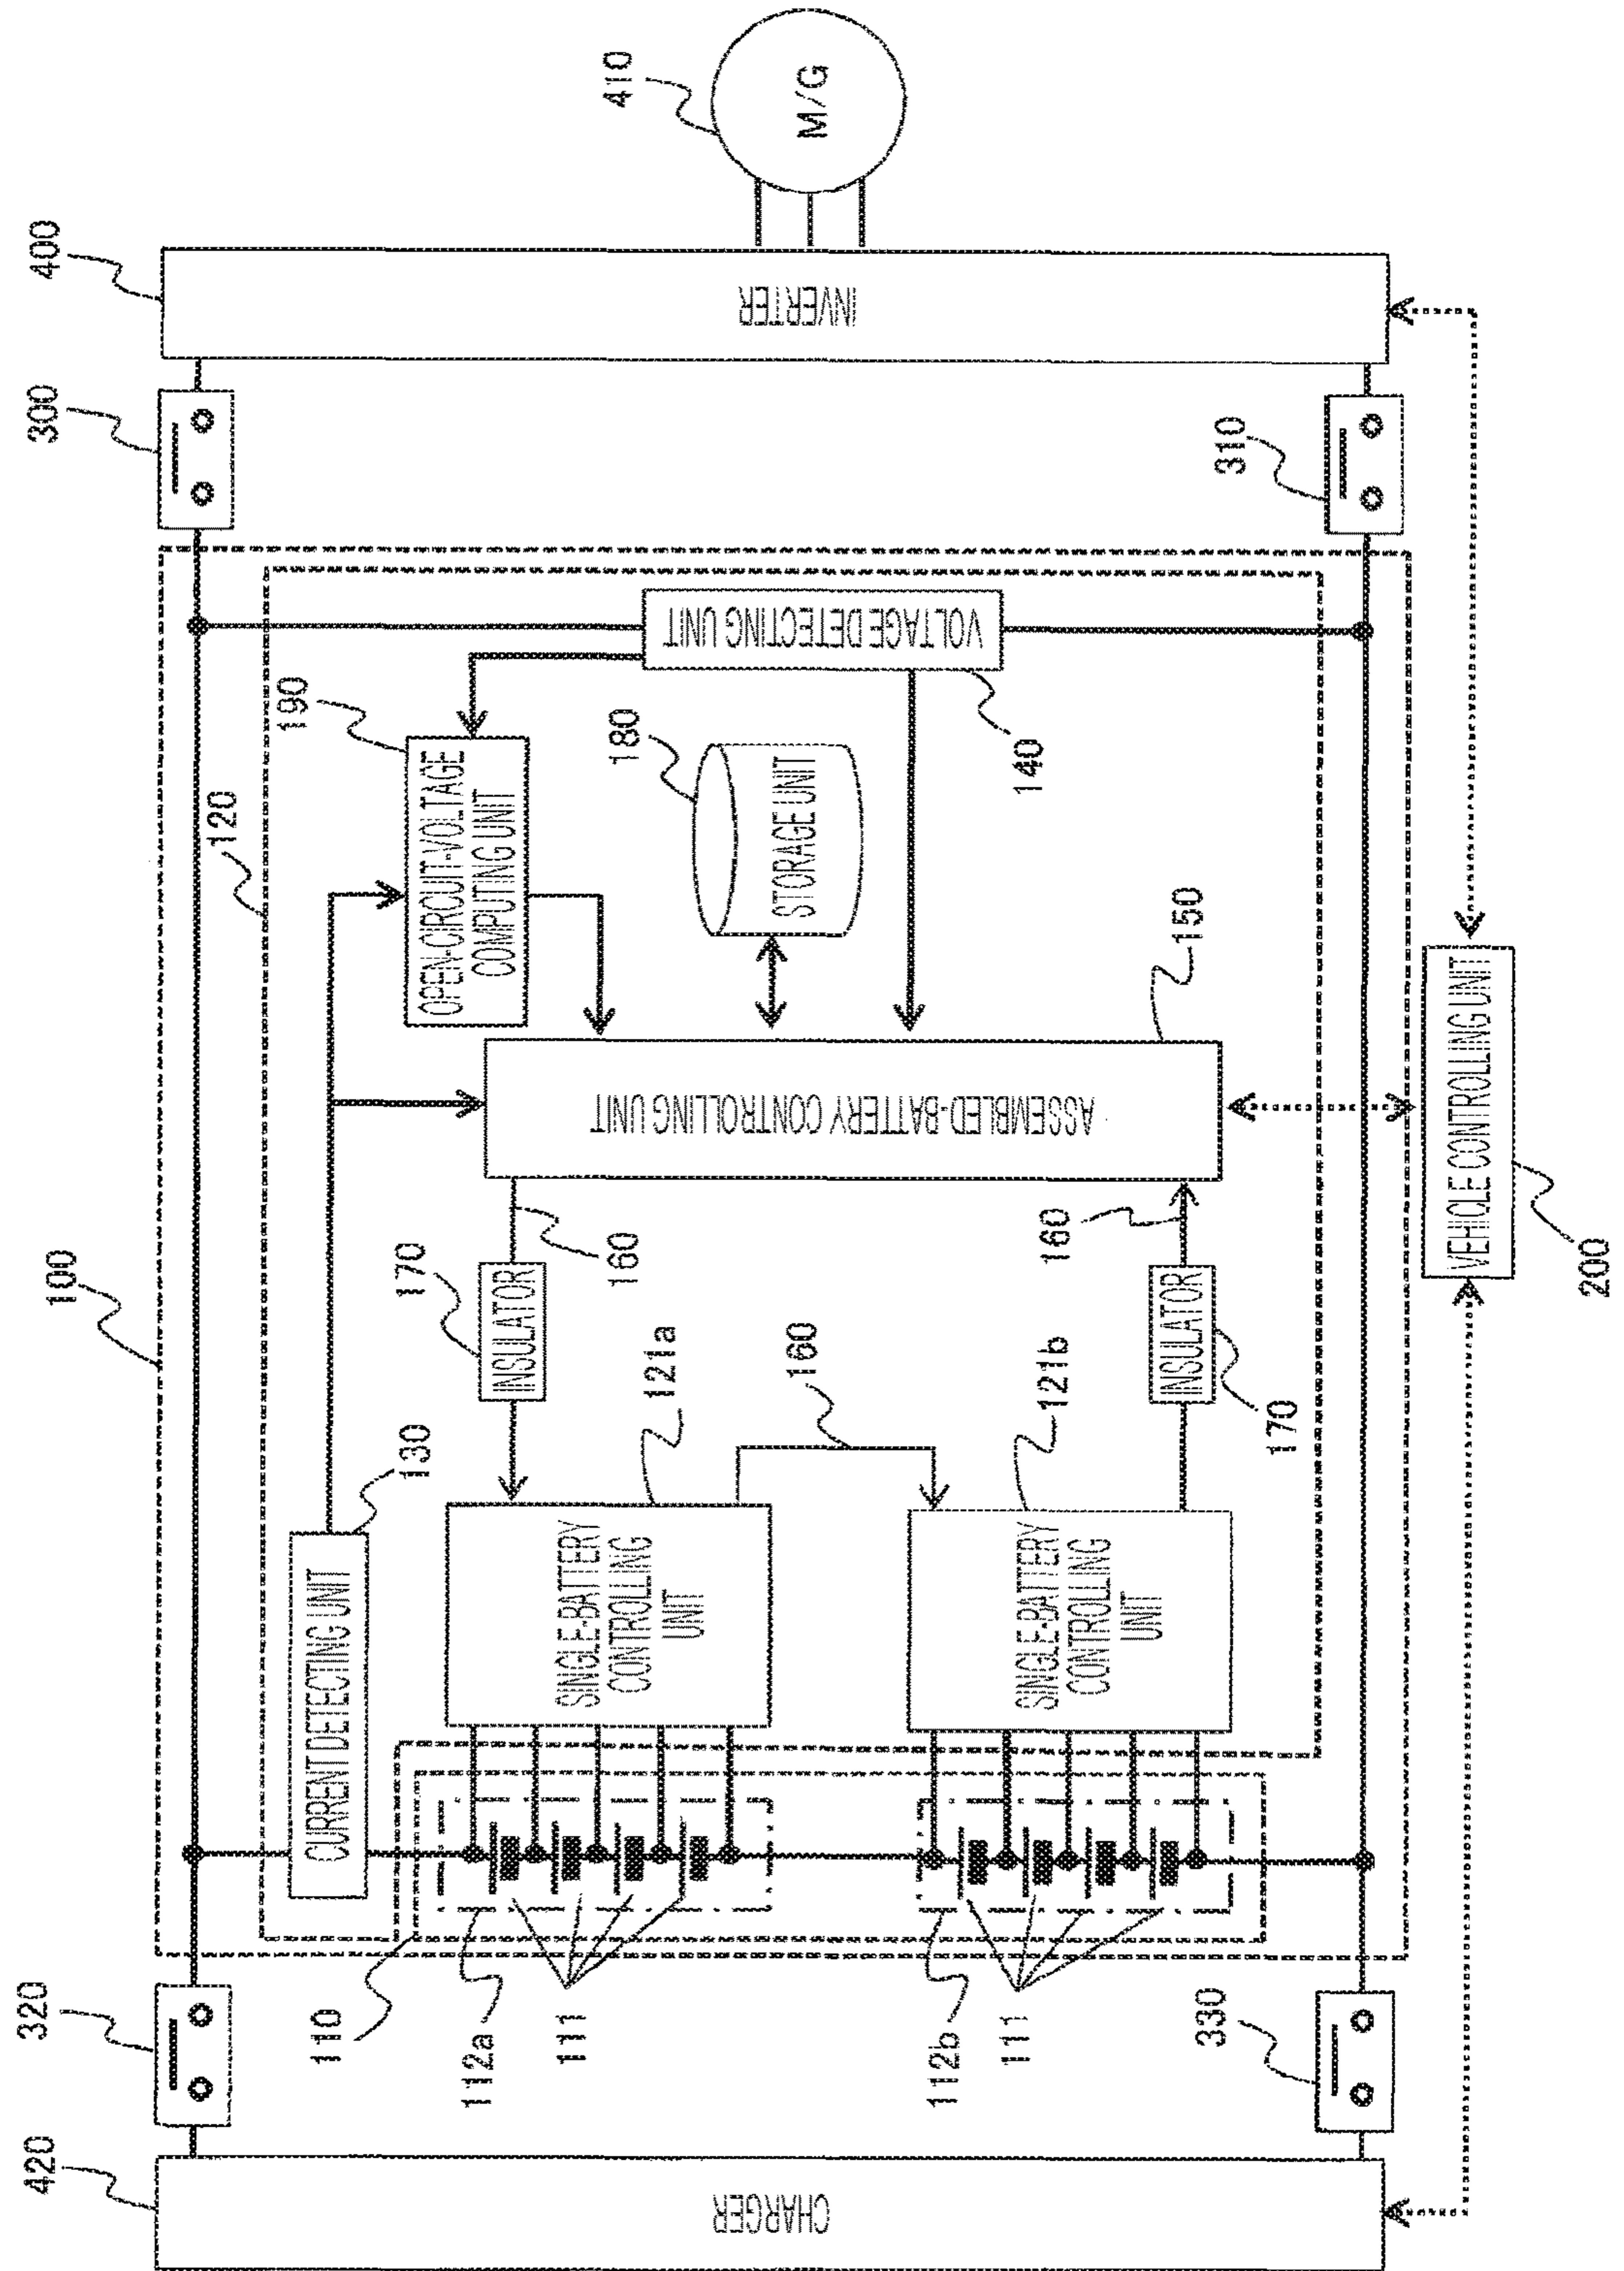 100
120
300
320
400
420
410
M/G
INVERTER
CHARGER
CURRENT DETECTING UNIT
130
190
OPEN-CIRCUIT-VOLTAGE
COMPUTING UNIT
VOLTAGE DETECTING UNIT
140
180
STORAGE UNIT
150
ASSEMBLED-BATTERY CONTROLLING
UNIT
170
INSULATOR
160
121a
SINGLE-BATTERY
CONTROLLING
UNIT
160
121b
SINGLE-BATTERY
CONTROLLING
UNIT
160
INSULATOR
170
110
112a
111
112b
111
310
330
VEHICLE CONTROLLING UNIT
200